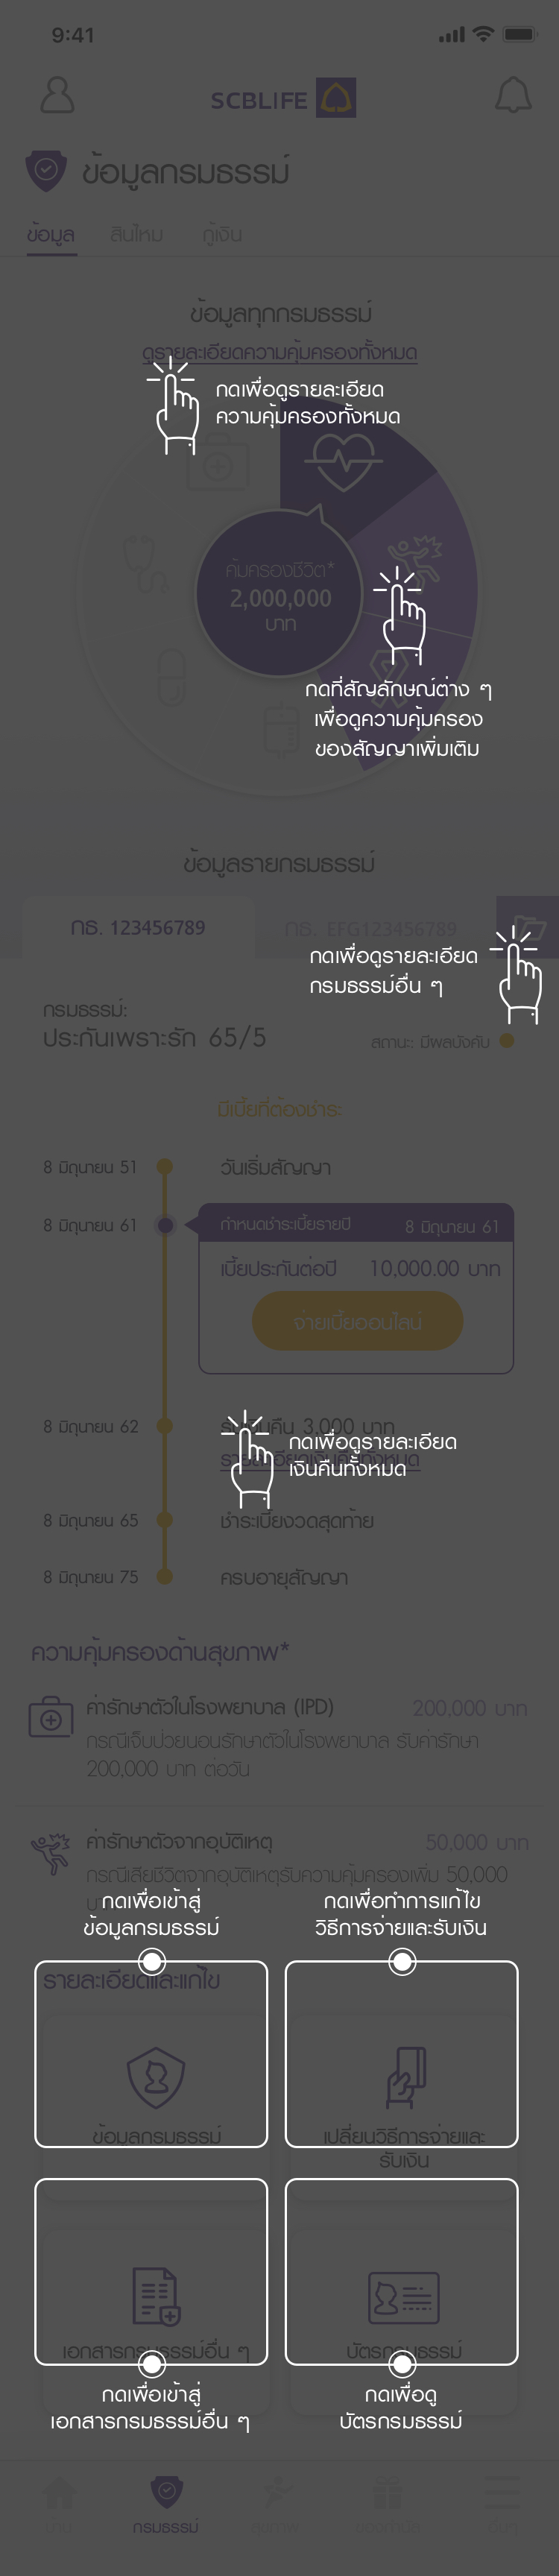 9:41
SCBLIFE
ข้อมูลกรมธรรม์
ข้อมูล สินไหม กู้เงิน
ข้อมูลทุกกรมธรรม์
ดูรายละเอียดความคุ้มครองทั้งหมด
กดเพื่อดูรายละเอียด
ความคุ้มครองทั้งหมด
คุ้มครองชีวิต*
2,000,000
บาท
กดที่สัญลักษณ์ต่าง ๆ
เพื่อดูความคุ้มครอง
ของสัญญาเพิ่มเติม
ข้อมูลรายกรมธรรม์
กธ. 123456789 กธ. EFG123456789
กดเพื่อดูรายละเอียด
กรมธรรม์อื่น ๆ
กรมธรรม์:
ประกันเพราะรัก 65/5
สถานะ: มีผลบังคับ
มีเบี้ยที่ต้องชำระ
8 มิถุนายน 51 วันเริ่มสัญญา
8 มิถุนายน 61 กำหนดชำระเบี้ยรายปี 8 มิถุนายน 61
เบี้ยประกันต่อปี 10,000.00 บาท
จ่ายเบี้ยออนไลน์
8 มิถุนายน 62 รับเงินคืน 3,000 บาท
รายละเอียดเงินคืนทั้งหมด
กดเพื่อดูรายละเอียด
เงินคืนทั้งหมด
8 มิถุนายน 65 ชำระเบี้ยงวดสุดท้าย
8 มิถุนายน 75 ครบอายุสัญญา
ความคุ้มครองด้านสุขภาพ*
ค่ารักษาตัวในโรงพยาบาล (IPD) 200,000 บาท
กรณีเจ็บป่วยนอนรักษาตัวในโรงพยาบาล รับค่ารักษา
200,000 บาท ต่อวัน
ค่ารักษาตัวจากอุบัติเหตุ 50,000 บาท
กรณีเสียชีวิตจากอุบัติเหตุรับความคุ้มครองเพิ่ม 50,000
บาท
กดเพื่อเข้าสู่
ข้อมูลกรมธรรม์
กดเพื่อทำการแก้ไข
วิธีการจ่ายและรับเงิน
รายละเอียดและแก้ไข
ข้อมูลกรมธรรม์
เปลี่ยนวิธีการจ่ายและ
รับเงิน
เอกสารกรมธรรม์อื่น ๆ
บัตรกรมธรรม์
กดเพื่อเข้าสู่
เอกสารกรมธรรม์อื่น ๆ
กดเพื่อดู
บัตรกรมธรรม์
กรมธรรม์